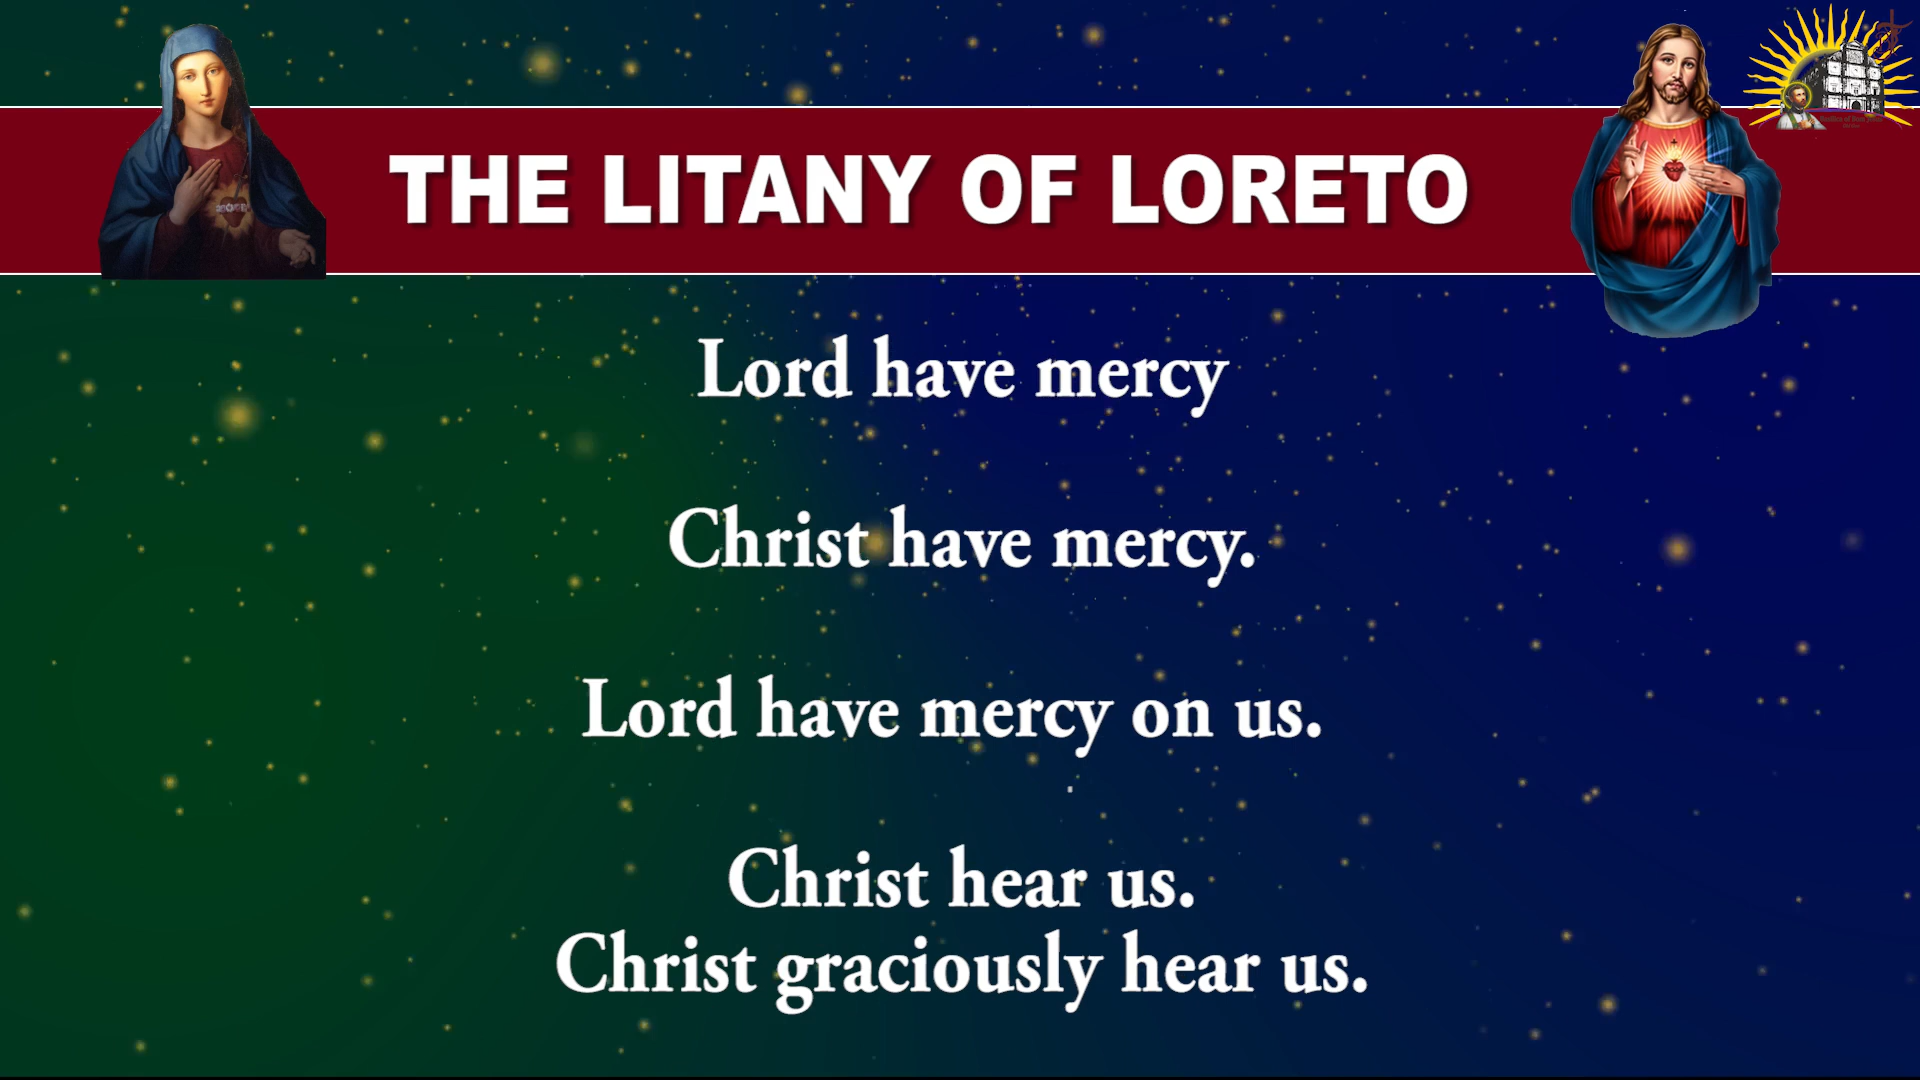 THE LITANY OF LORETO
Lord have mercy
Christ have mercy.
Lord have mercy on us.
Christ hear us.
Christ graciously hear us.